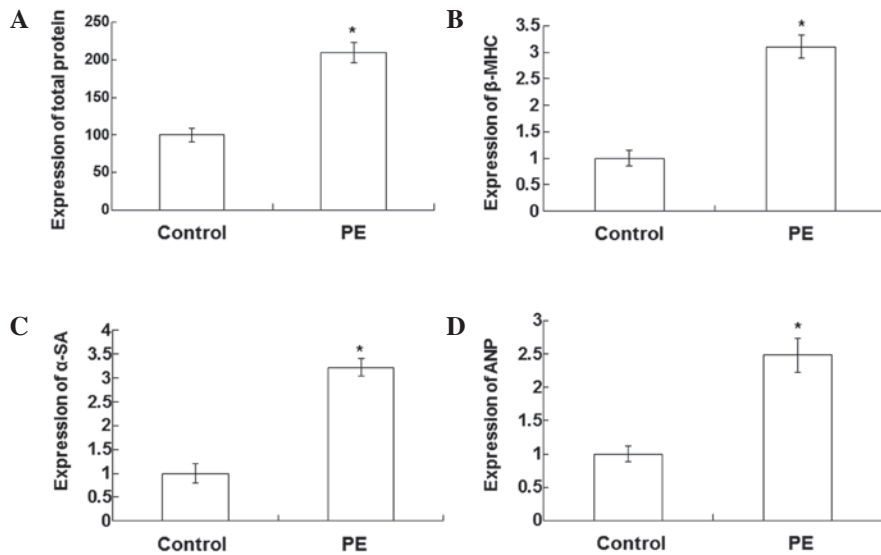 A
Expression of total protein
250
200
150
100
50
0
Control
PE
*
B
Expression of β-MHC
3.5
3
2.5
2
1.5
1
0.5
0
Control
PE
*
C
Expression of α-SA
4
3.5
3
2.5
2
1.5
1
0.5
0
Control
PE
*
D
Expression of ANP
3
2.5
2
1.5
1
0.5
0
Control
PE
*